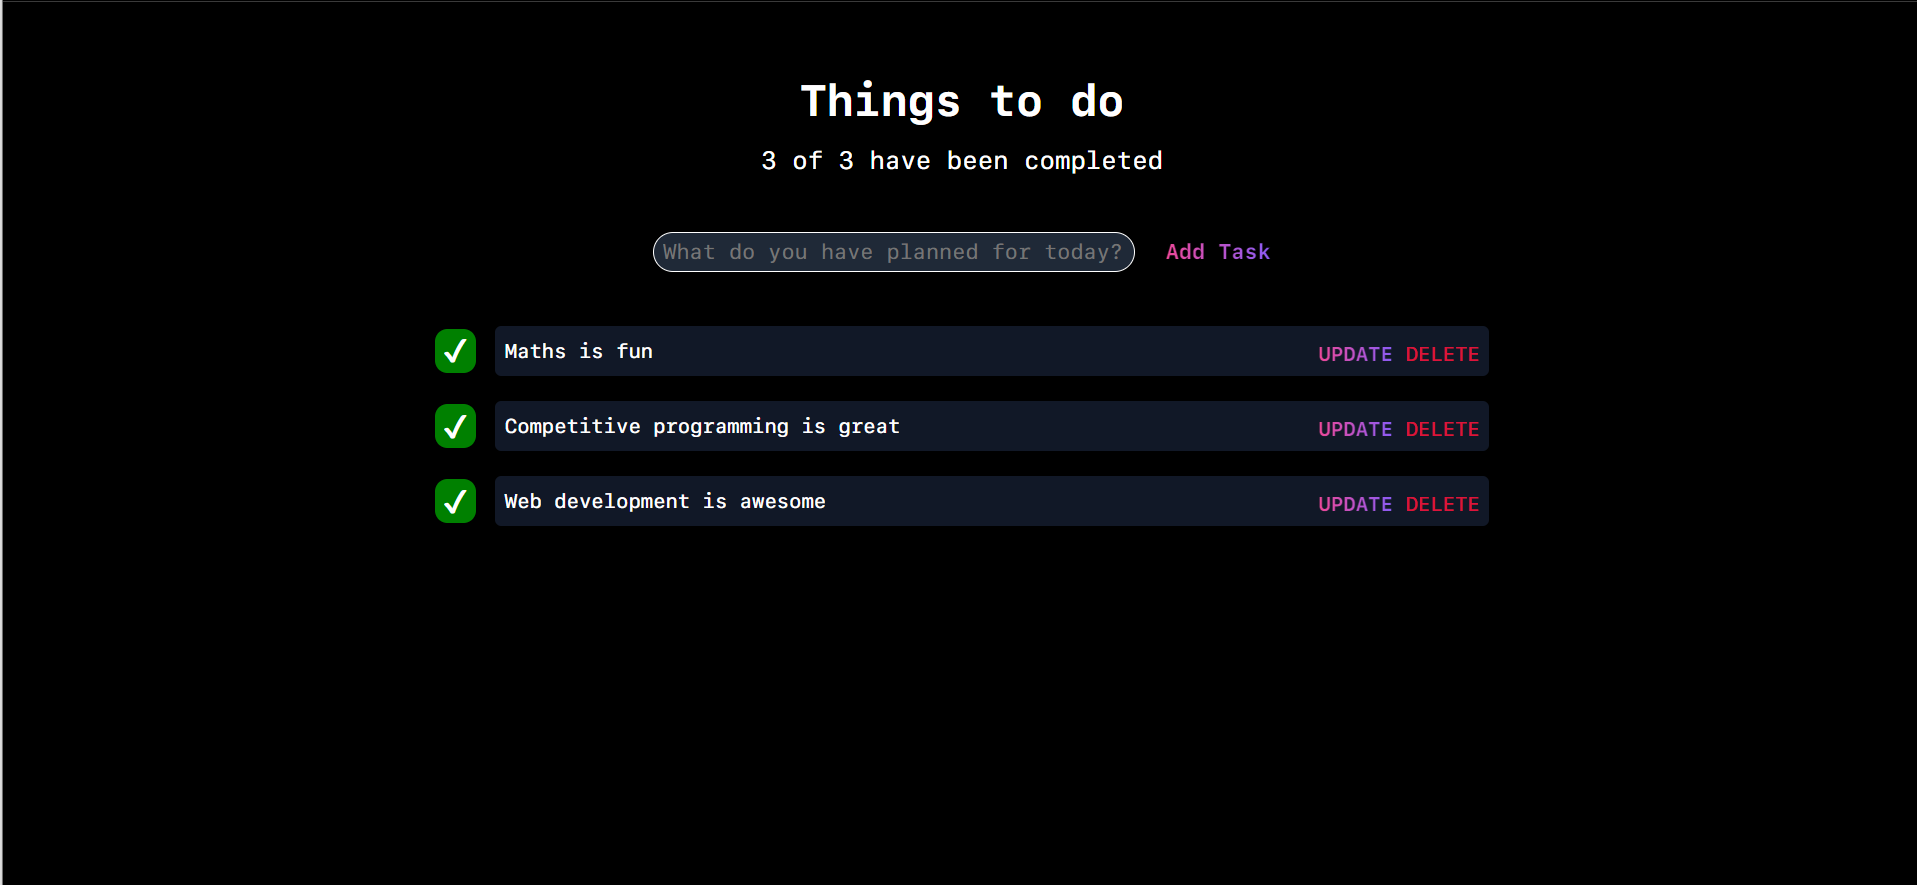 Things to do
3 of 3 have been completed
What do you have planned for today? Add Task
Maths is fun UPDATE DELETE
Competitive programming is great UPDATE DELETE
Web development is awesome UPDATE DELETE